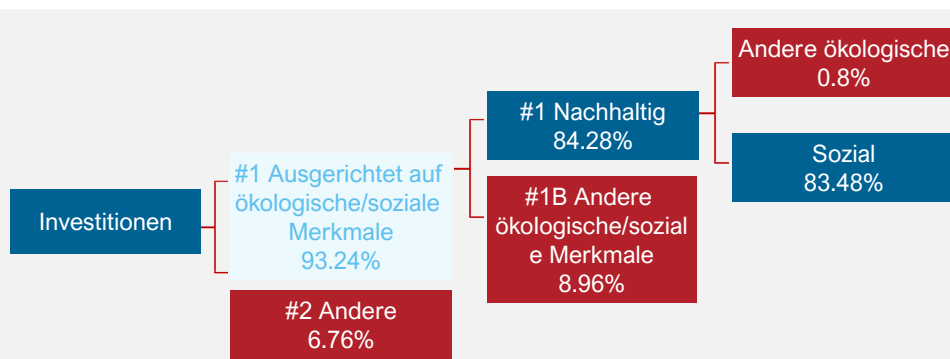 Andere ökologische
0.8%
#1 Nachhaltig
84.28%
Sozial
83.48%
#1 Ausgerichtet auf
ökologische/soziale
Merkmale
93.24%
#1B Andere
ökologische/sozial
e Merkmale
8.96%
Investitionen
#2 Andere
6.76%